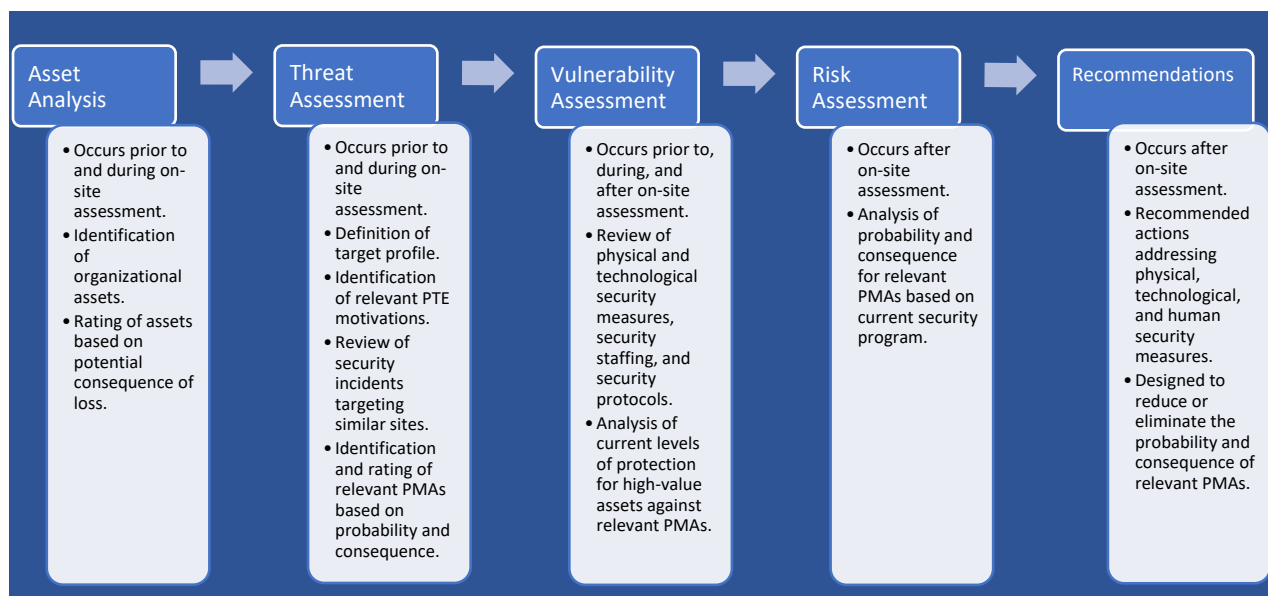 Asset
Analysis
• Occurs prior to
and during on-
site
assessment.
• Identification
of
organizational
assets.
• Rating of assets
based on
potential
consequence of
loss.
Threat
Assessment
• Occurs prior to
and during on-
site
assessment.
• Definition of
target profile.
• Identification
of relevant PTE
motivations.
• Review of
security
incidents
targeting
similar sites.
• Identification
and rating of
relevant PMAs
based on
probability and
consequence.
Vulnerability
Assessment
• Occurs prior to,
during, and
after on-site
assessment.
• Review of
physical and
technological
security
measures,
security
staffing, and
security
protocols.
• Analysis of
current levels
of protection
for high-value
assets against
relevant PMAs.
Risk
Assessment
• Occurs after
on-site
assessment.
• Analysis of
probability and
consequence
for relevant
PMAs based on
current security
program.
Recommendations
• Occurs after
on-site
assessment.
• Recommended
actions
addressing
physical,
technological,
and human
security
measures.
• Designed to
reduce or
eliminate the
probability and
consequence of
relevant PMAs.